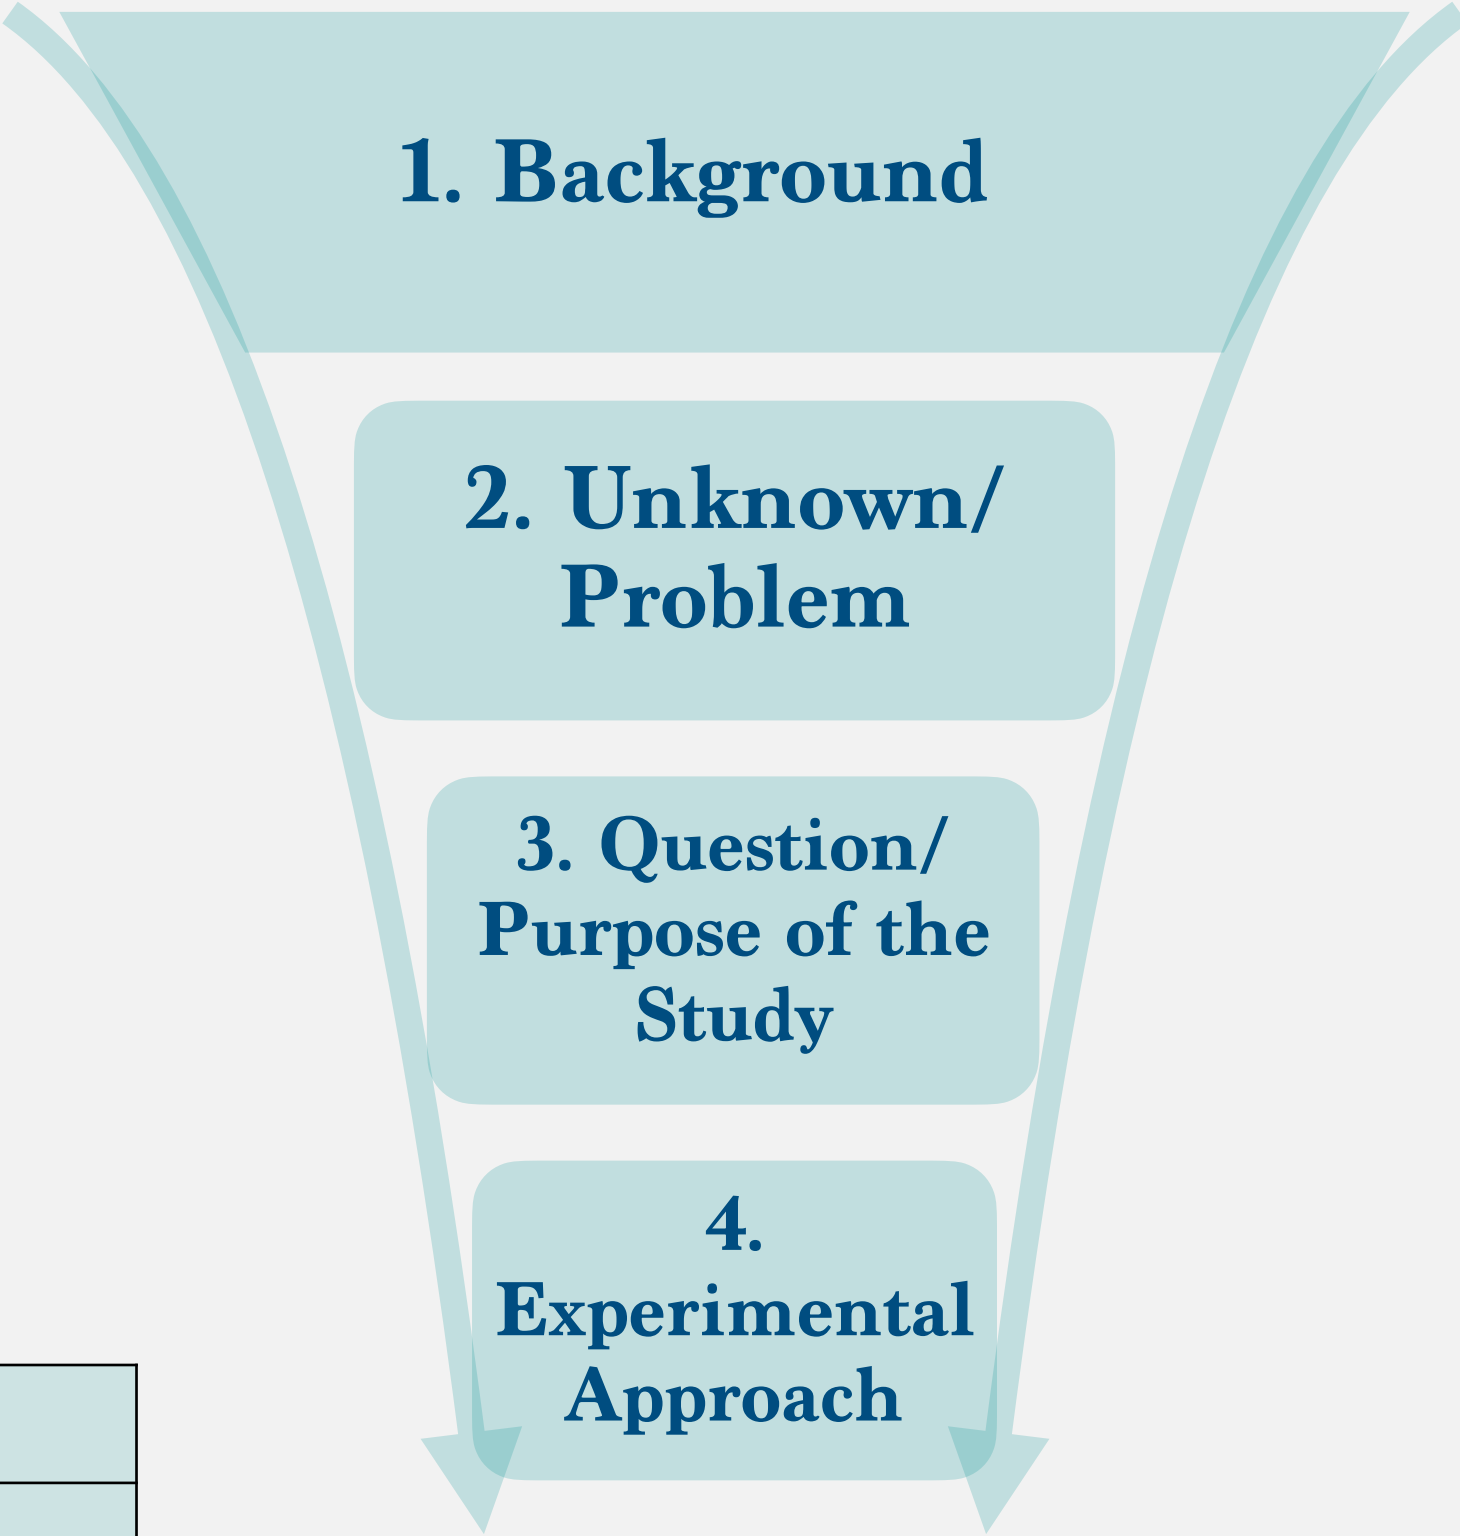 1. Background
2. Unknown/
Problem
3. Question/
Purpose of the
Study
4.
Experimental
Approach